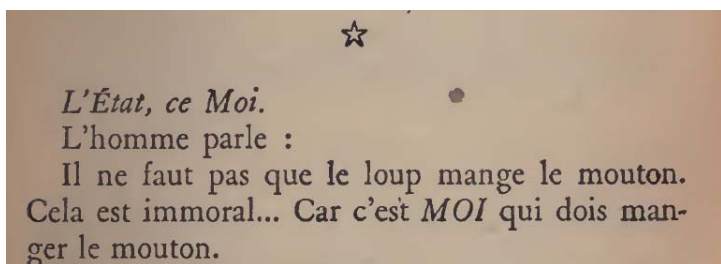 L'État, ce Moi.
L'homme parle :
Il ne faut pas que le loup mange le mouton.
Cela est immoral... Car c'est MOI qui dois man-
ger le mouton.